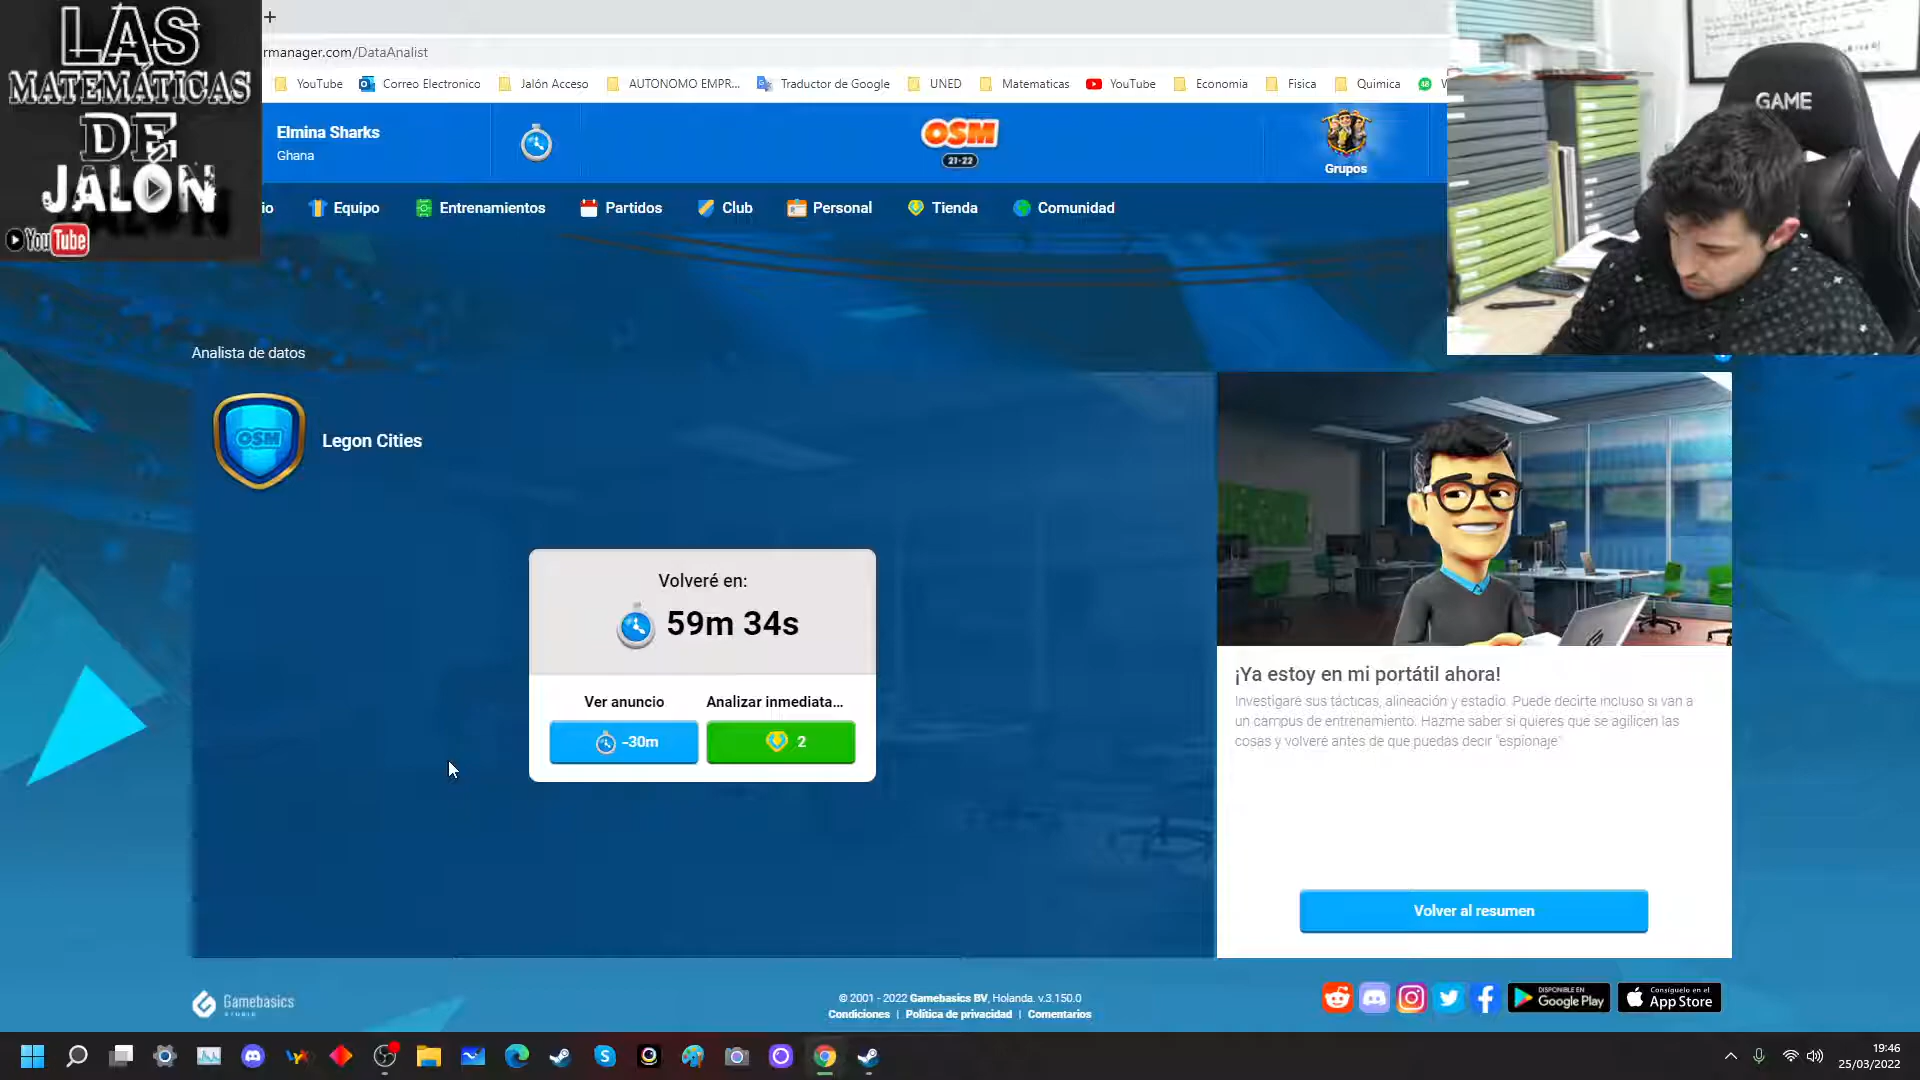 LAS
MATEMÁTICAS
DE
JALÓN
YouTube
+
rmanager.com/DataAnalist
YouTube
Correo Electronico
Jalón Acceso
AUTONOMO EMPR...
Traductor de Google
UNED
Matematicas
YouTube
Economia
Fisica
Quimica
W
Elmina Sharks
Ghana
OSM
21-22
Grupos
io
Equipo
Entrenamientos
Partidos
Club
Personal
Tienda
Comunidad
GAME
Analista de datos
OSM
Legon Cities
Volveré en:
59m 34s
Ver anuncio
Analizar inmediata...
-30m
2
¡Ya estoy en mi portátil ahora!
Investigaré sus tácticas, alineación y estadio. Puede decirte incluso si van a
un campus de entrenamiento. Hazme saber si quieres que se agilicen las
cosas y volveré antes de que puedas decir "espionaje"
Volver al resumen
Gamebasics
STUDIO
© 2001 - 2022 Gamebasics BV, Holanda. v.3.150.0
Condiciones | Política de privacidad | Comentarios
DISPONIBLE EN
Google Play
Consíguelo en el
App Store
19:46
25/03/2022